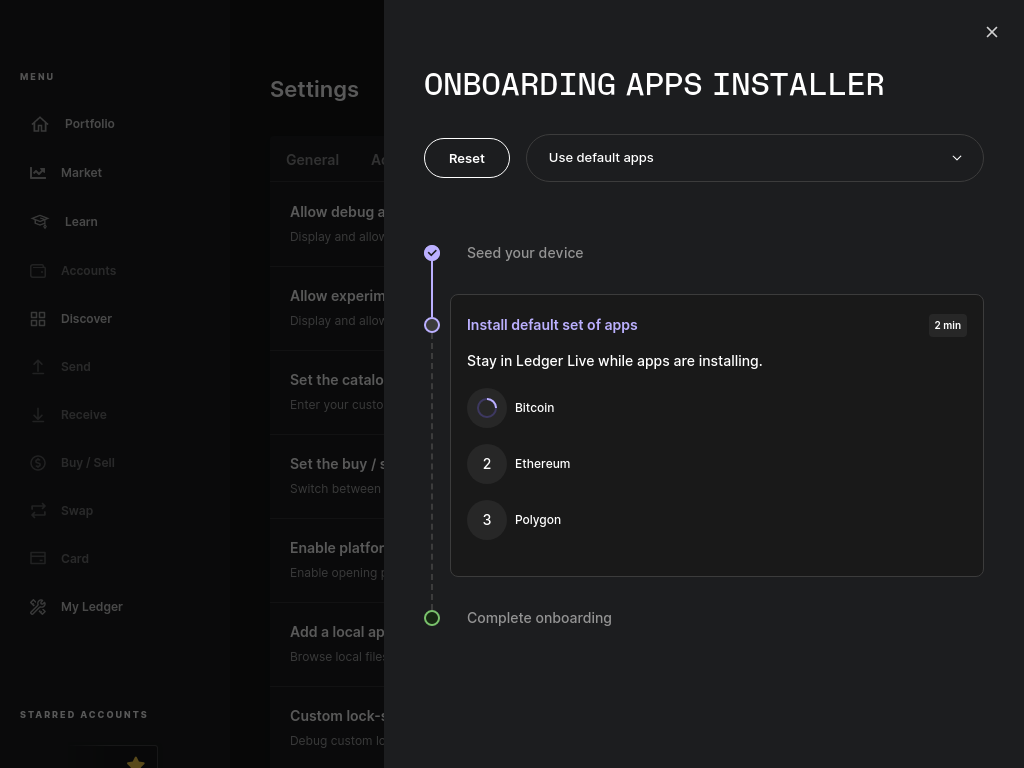 MENU
Portfolio
Market
Learn
Accounts
Discover
Send
Receive
Buy / Sell
Swap
Card
My Ledger
STARRED ACCOUNTS
Settings
General
Allow debug a
Display and allow
Allow experim
Display and allow
Set the catalo
Enter your custo
Set the buy / s
Switch between
Enable platfor
Enable opening p
Add a local ap
Browse local files
Custom lock-s
Debug custom lo
ONBOARDING APPS INSTALLER
Reset
Use default apps
Seed your device
Install default set of apps
2 min
Stay in Ledger Live while apps are installing.
Bitcoin
2 Ethereum
3 Polygon
Complete onboarding